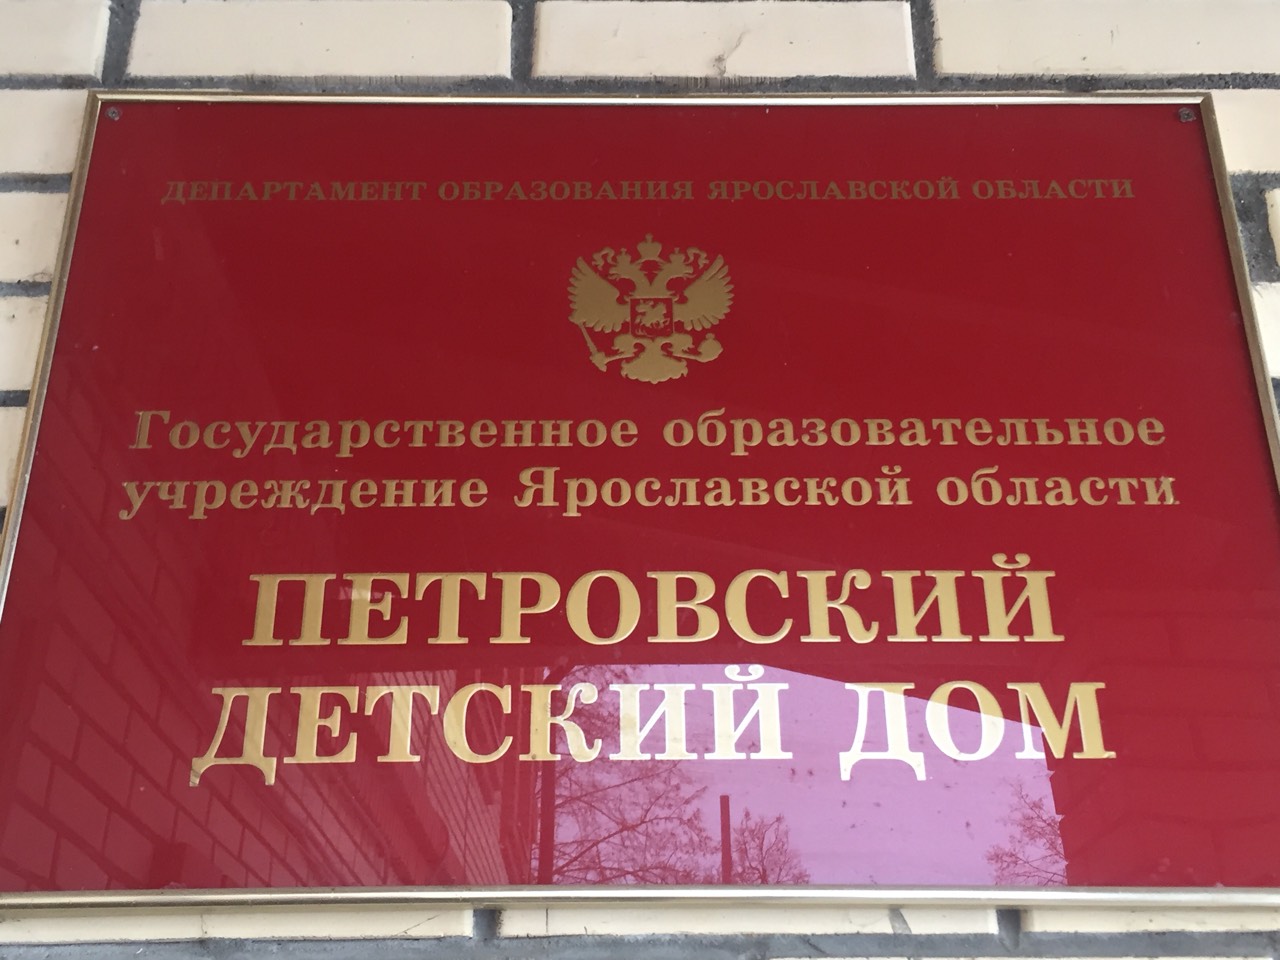 ДЕПАРТАМЕНТ ОБРАЗОВАНИЯ ЯРОСЛАВСКОЙ ОБЛАСТИ
Государственное образовательное
учреждение Ярославской области
ПЕТРОВСКИЙ
ДЕТСКИЙ ДОМ